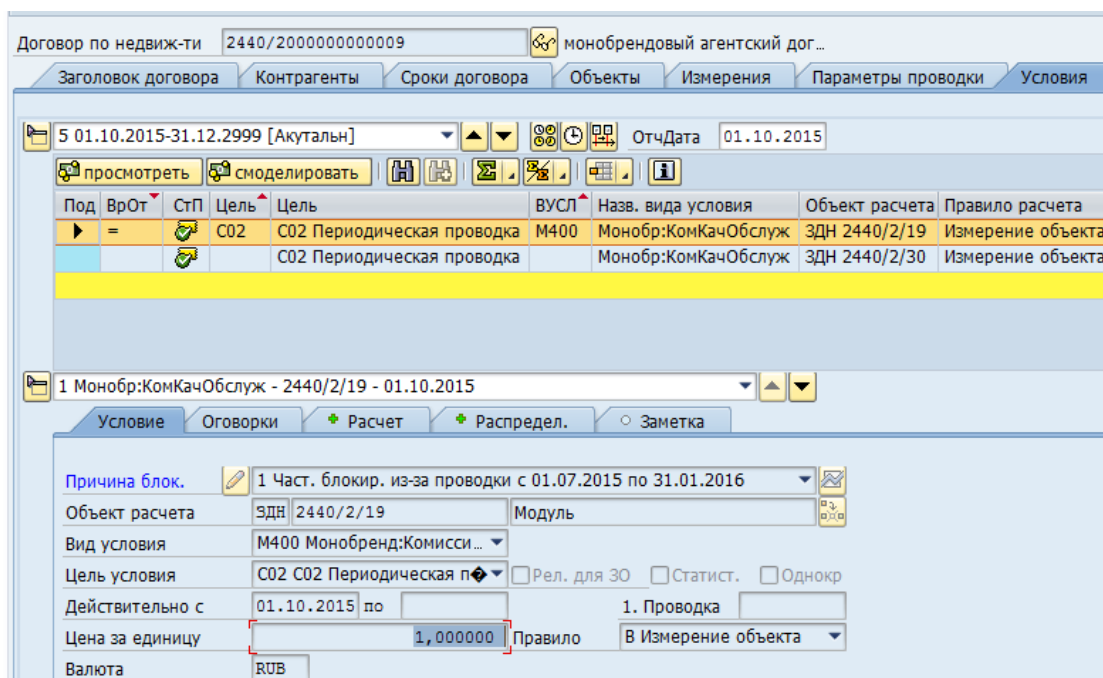 Договор по недвиж-ти 2440/2000000000009 монобрендовый агентский дог...
Заголовок договора Контрагенты Сроки договора Объекты Измерения Параметры проводки Условия
5 01.10.2015-31.12.2999 [Акутальн] ОтчДата 01.10.2015
просмотреть смоделировать
Под ВрОт СтП Цель Цель ВУСЛ Назв. вида условия Объект расчета Правило расчета
= C02 C02 Периодическая проводка M400 Монобр:КомКачОбслуж ЗДН 2440/2/19 Измерение объекта
C02 Периодическая проводка Монобр:КомКачОбслуж ЗДН 2440/2/30 Измерение объекта
1 Монобр:КомКачОбслуж - 2440/2/19 - 01.10.2015
Условие Оговорки Расчет Распредел. Заметка
Причина блок. 1 Част. блокир. из-за проводки с 01.07.2015 по 31.01.2016
Объект расчета ЗДН 2440/2/19 Модуль
Вид условия M400 Монобренд:Комисси...
Цель условия C02 C02 Периодическая п� Рел. для ЗО Статист. Однокр
Действительно с 01.10.2015 по 1. Проводка
Цена за единицу 1,000000 Правило B Измерение объекта
Валюта RUB